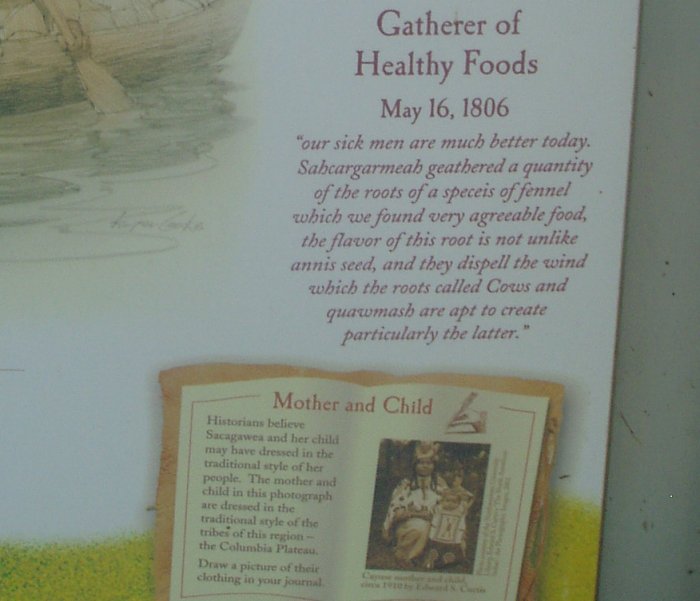 Gatherer of
Healthy Foods
May 16, 1806
"our sick men are much better today.
Sahcargarmeah geathered a quantity
of the roots of a speceis of fennel
which we found very agreeable food,
the flavor of this root is not unlike
annis seed, and they dispell the wind
which the roots called Cows and
quawmash are apt to create
particularly the latter."
Mother and Child
Historians believe
Sacagawea and her child
may have dressed in the
traditional style of her
people. The mother and
child in this photograph
are dressed in the
traditional style of the
tribes of this region –
the Columbia Plateau.
Draw a picture of their
clothing in your journal.
Cayuse mother and child,
circa 1910 by Edward S. Curtis